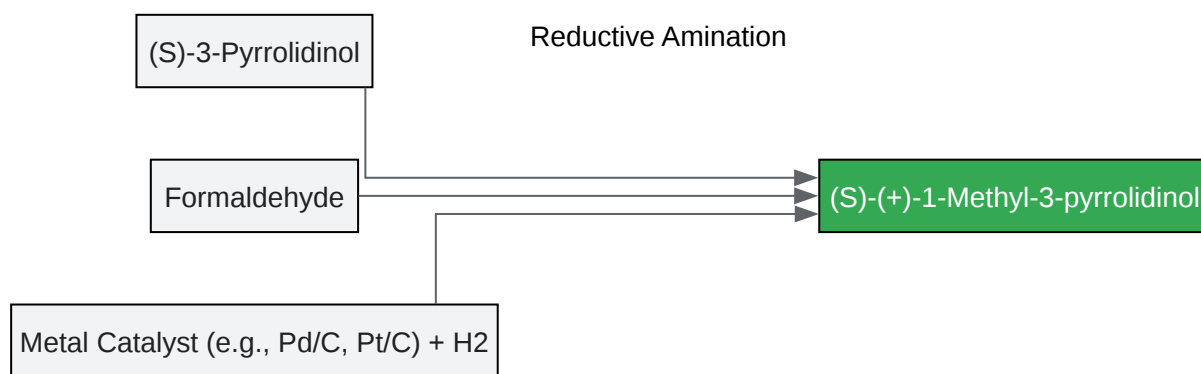 (S)-3-Pyrrolidinol
Reductive Amination
Formaldehyde
(S)-(+)-1-Methyl-3-pyrrolidinol
Metal Catalyst (e.g., Pd/C, Pt/C) + H2